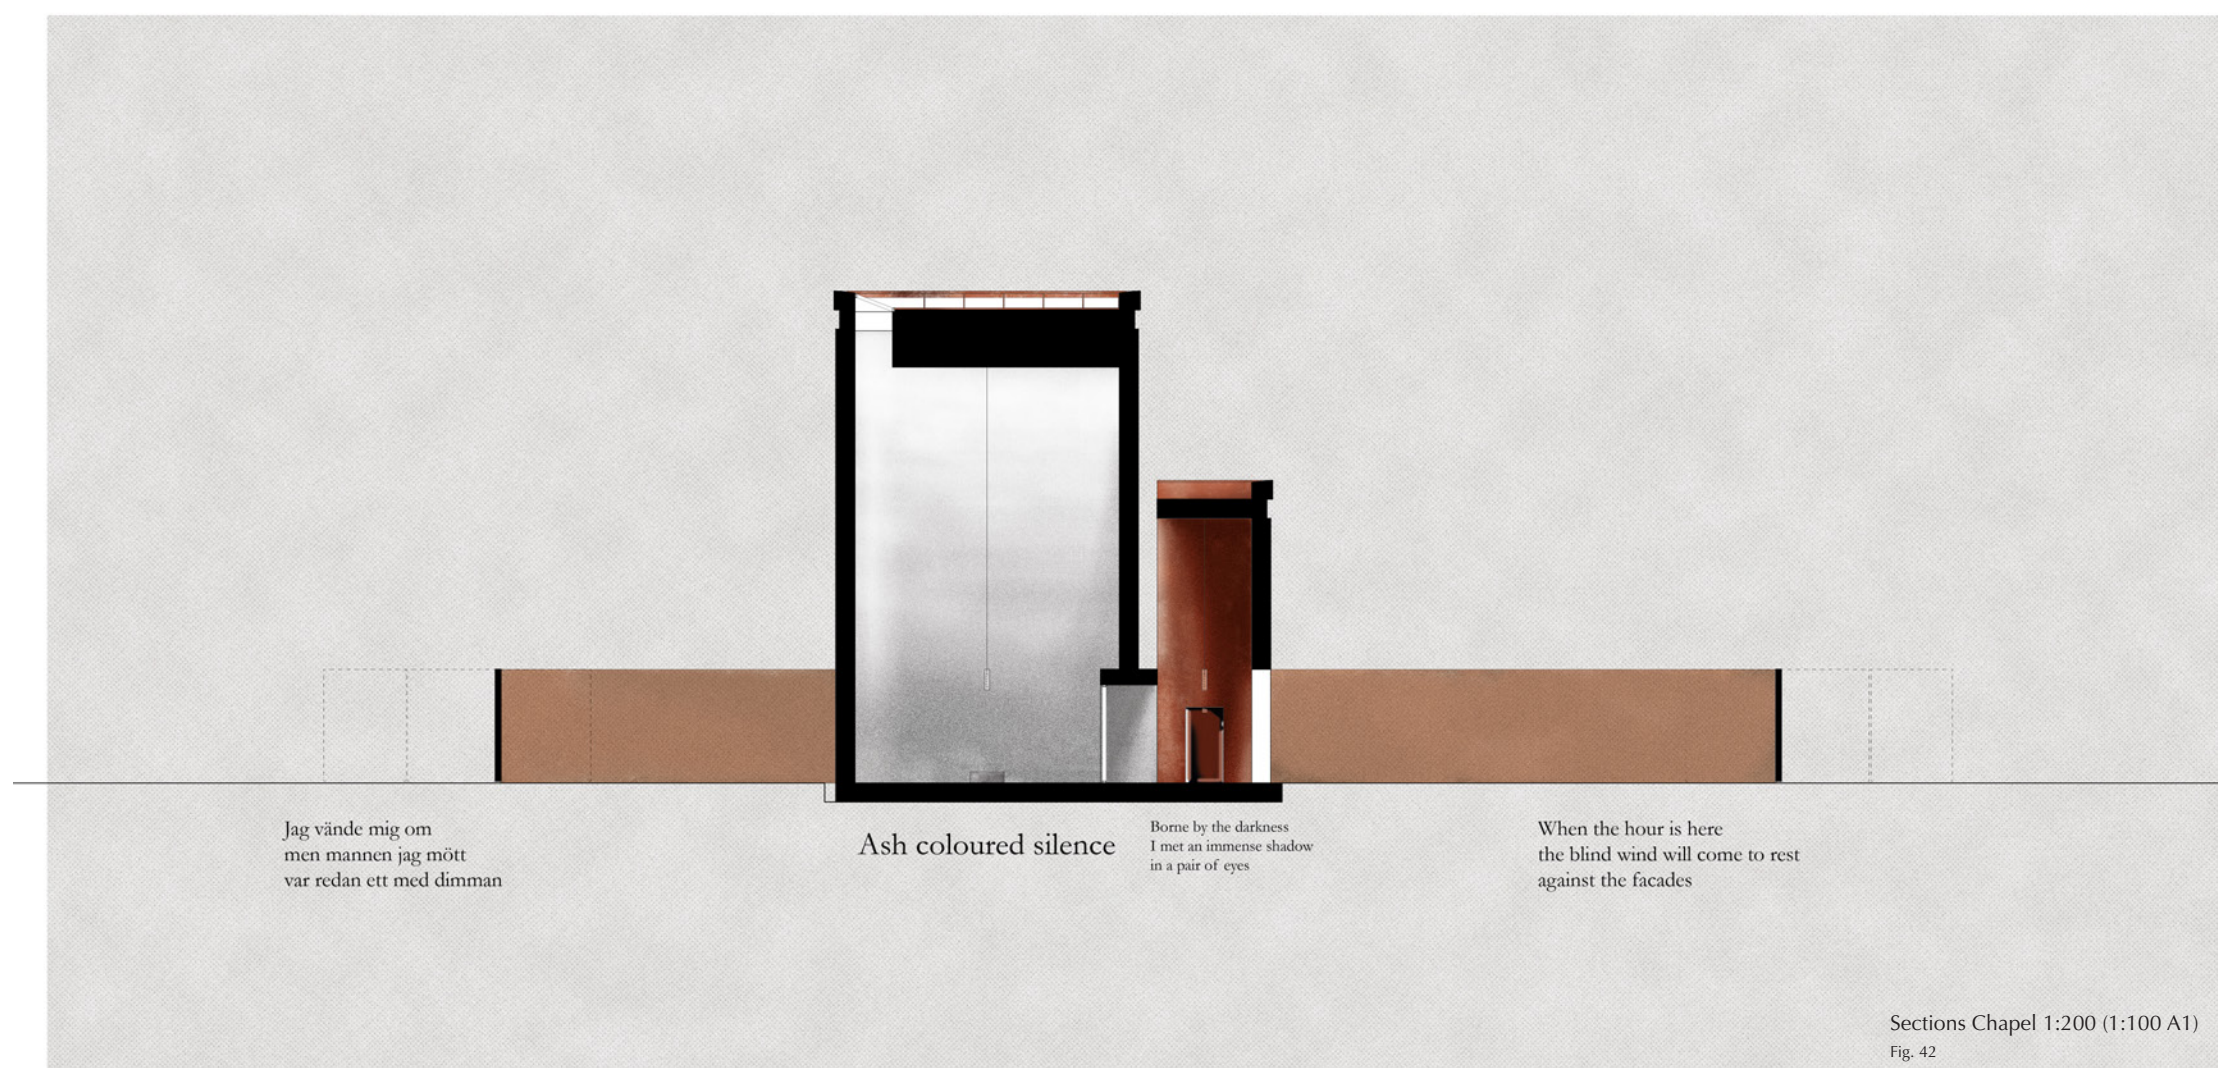 Jag vände mig om
men mannen jag mött
var redan ett med dimman
Ash coloured silence
Borne by the darkness
I met an immense shadow
in a pair of eyes
When the hour is here
the blind wind will come to rest
against the facades
Sections Chapel 1:200 (1:100 A1)
Fig. 42